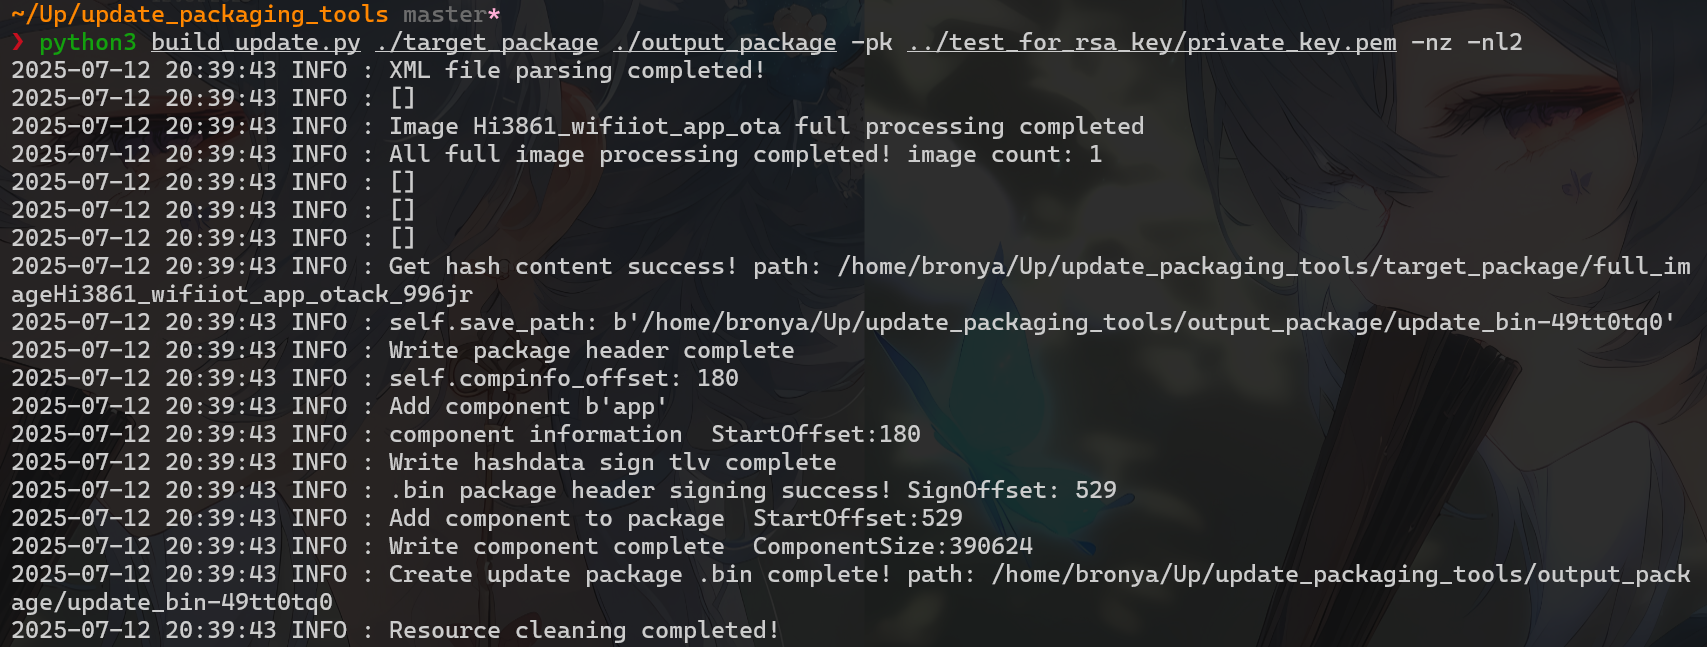 ~/Up/update_packaging_tools master*
❯ python3 build_update.py ./target_package ./output_package -pk ../test_for_rsa_key/private_key.pem -nz -nl2
2025-07-12 20:39:43 INFO : XML file parsing completed!
2025-07-12 20:39:43 INFO : []
2025-07-12 20:39:43 INFO : Image Hi3861_wifiiot_app_ota full processing completed
2025-07-12 20:39:43 INFO : All full image processing completed! image count: 1
2025-07-12 20:39:43 INFO : []
2025-07-12 20:39:43 INFO : []
2025-07-12 20:39:43 INFO : []
2025-07-12 20:39:43 INFO : Get hash content success! path: /home/bronya/Up/update_packaging_tools/target_package/full_im
ageHi3861_wifiiot_app_otack_996jr
2025-07-12 20:39:43 INFO : self.save_path: b'/home/bronya/Up/update_packaging_tools/output_package/update_bin-49tt0tq0'
2025-07-12 20:39:43 INFO : Write package header complete
2025-07-12 20:39:43 INFO : self.compinfo_offset: 180
2025-07-12 20:39:43 INFO : Add component b'app'
2025-07-12 20:39:43 INFO : component information  StartOffset:180
2025-07-12 20:39:43 INFO : Write hashdata sign tlv complete
2025-07-12 20:39:43 INFO : .bin package header signing success! SignOffset: 529
2025-07-12 20:39:43 INFO : Add component to package  StartOffset:529
2025-07-12 20:39:43 INFO : Write component complete  ComponentSize:390624
2025-07-12 20:39:43 INFO : Create update package .bin complete! path: /home/bronya/Up/update_packaging_tools/output_pack
age/update_bin-49tt0tq0
2025-07-12 20:39:43 INFO : Resource cleaning completed!